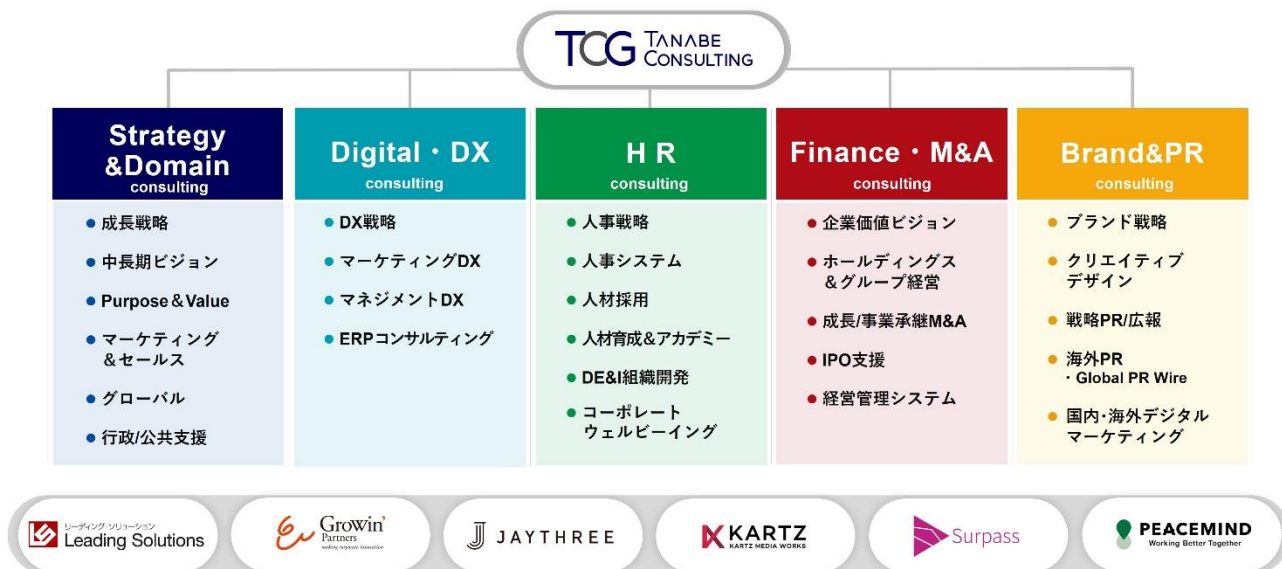 TCG TANABE
CONSULTING
Strategy
&Domain
consulting
成長戦略
中長期ビジョン
Purpose＆Value
マーケティング
＆セールス
グローバル
行政/公共支援
Digital・DX
consulting
DX戦略
マーケティングDX
マネジメントDX
ERPコンサルティング
HR
consulting
人事戦略
人事システム
人材採用
人材育成＆アカデミー
DE&I組織開発
コーポレート
ウェルビーイング
Finance・M&A
consulting
企業価値ビジョン
ホールディングス
＆グループ経営
成長/事業承継M&A
IPO支援
経営管理システム
Brand&PR
consulting
ブランド戦略
クリエイティブ
デザイン
戦略PR/広報
海外PR
・Global PR Wire
国内・海外デジタル
マーケティング
リーディング・ソリューション
Leading Solutions
GroWin'
Partners
making corporate innovation
JAYTHREE
KARTZ
KARTZ MEDIA WORKS
Surpass
PEACEMIND
Working Better Together